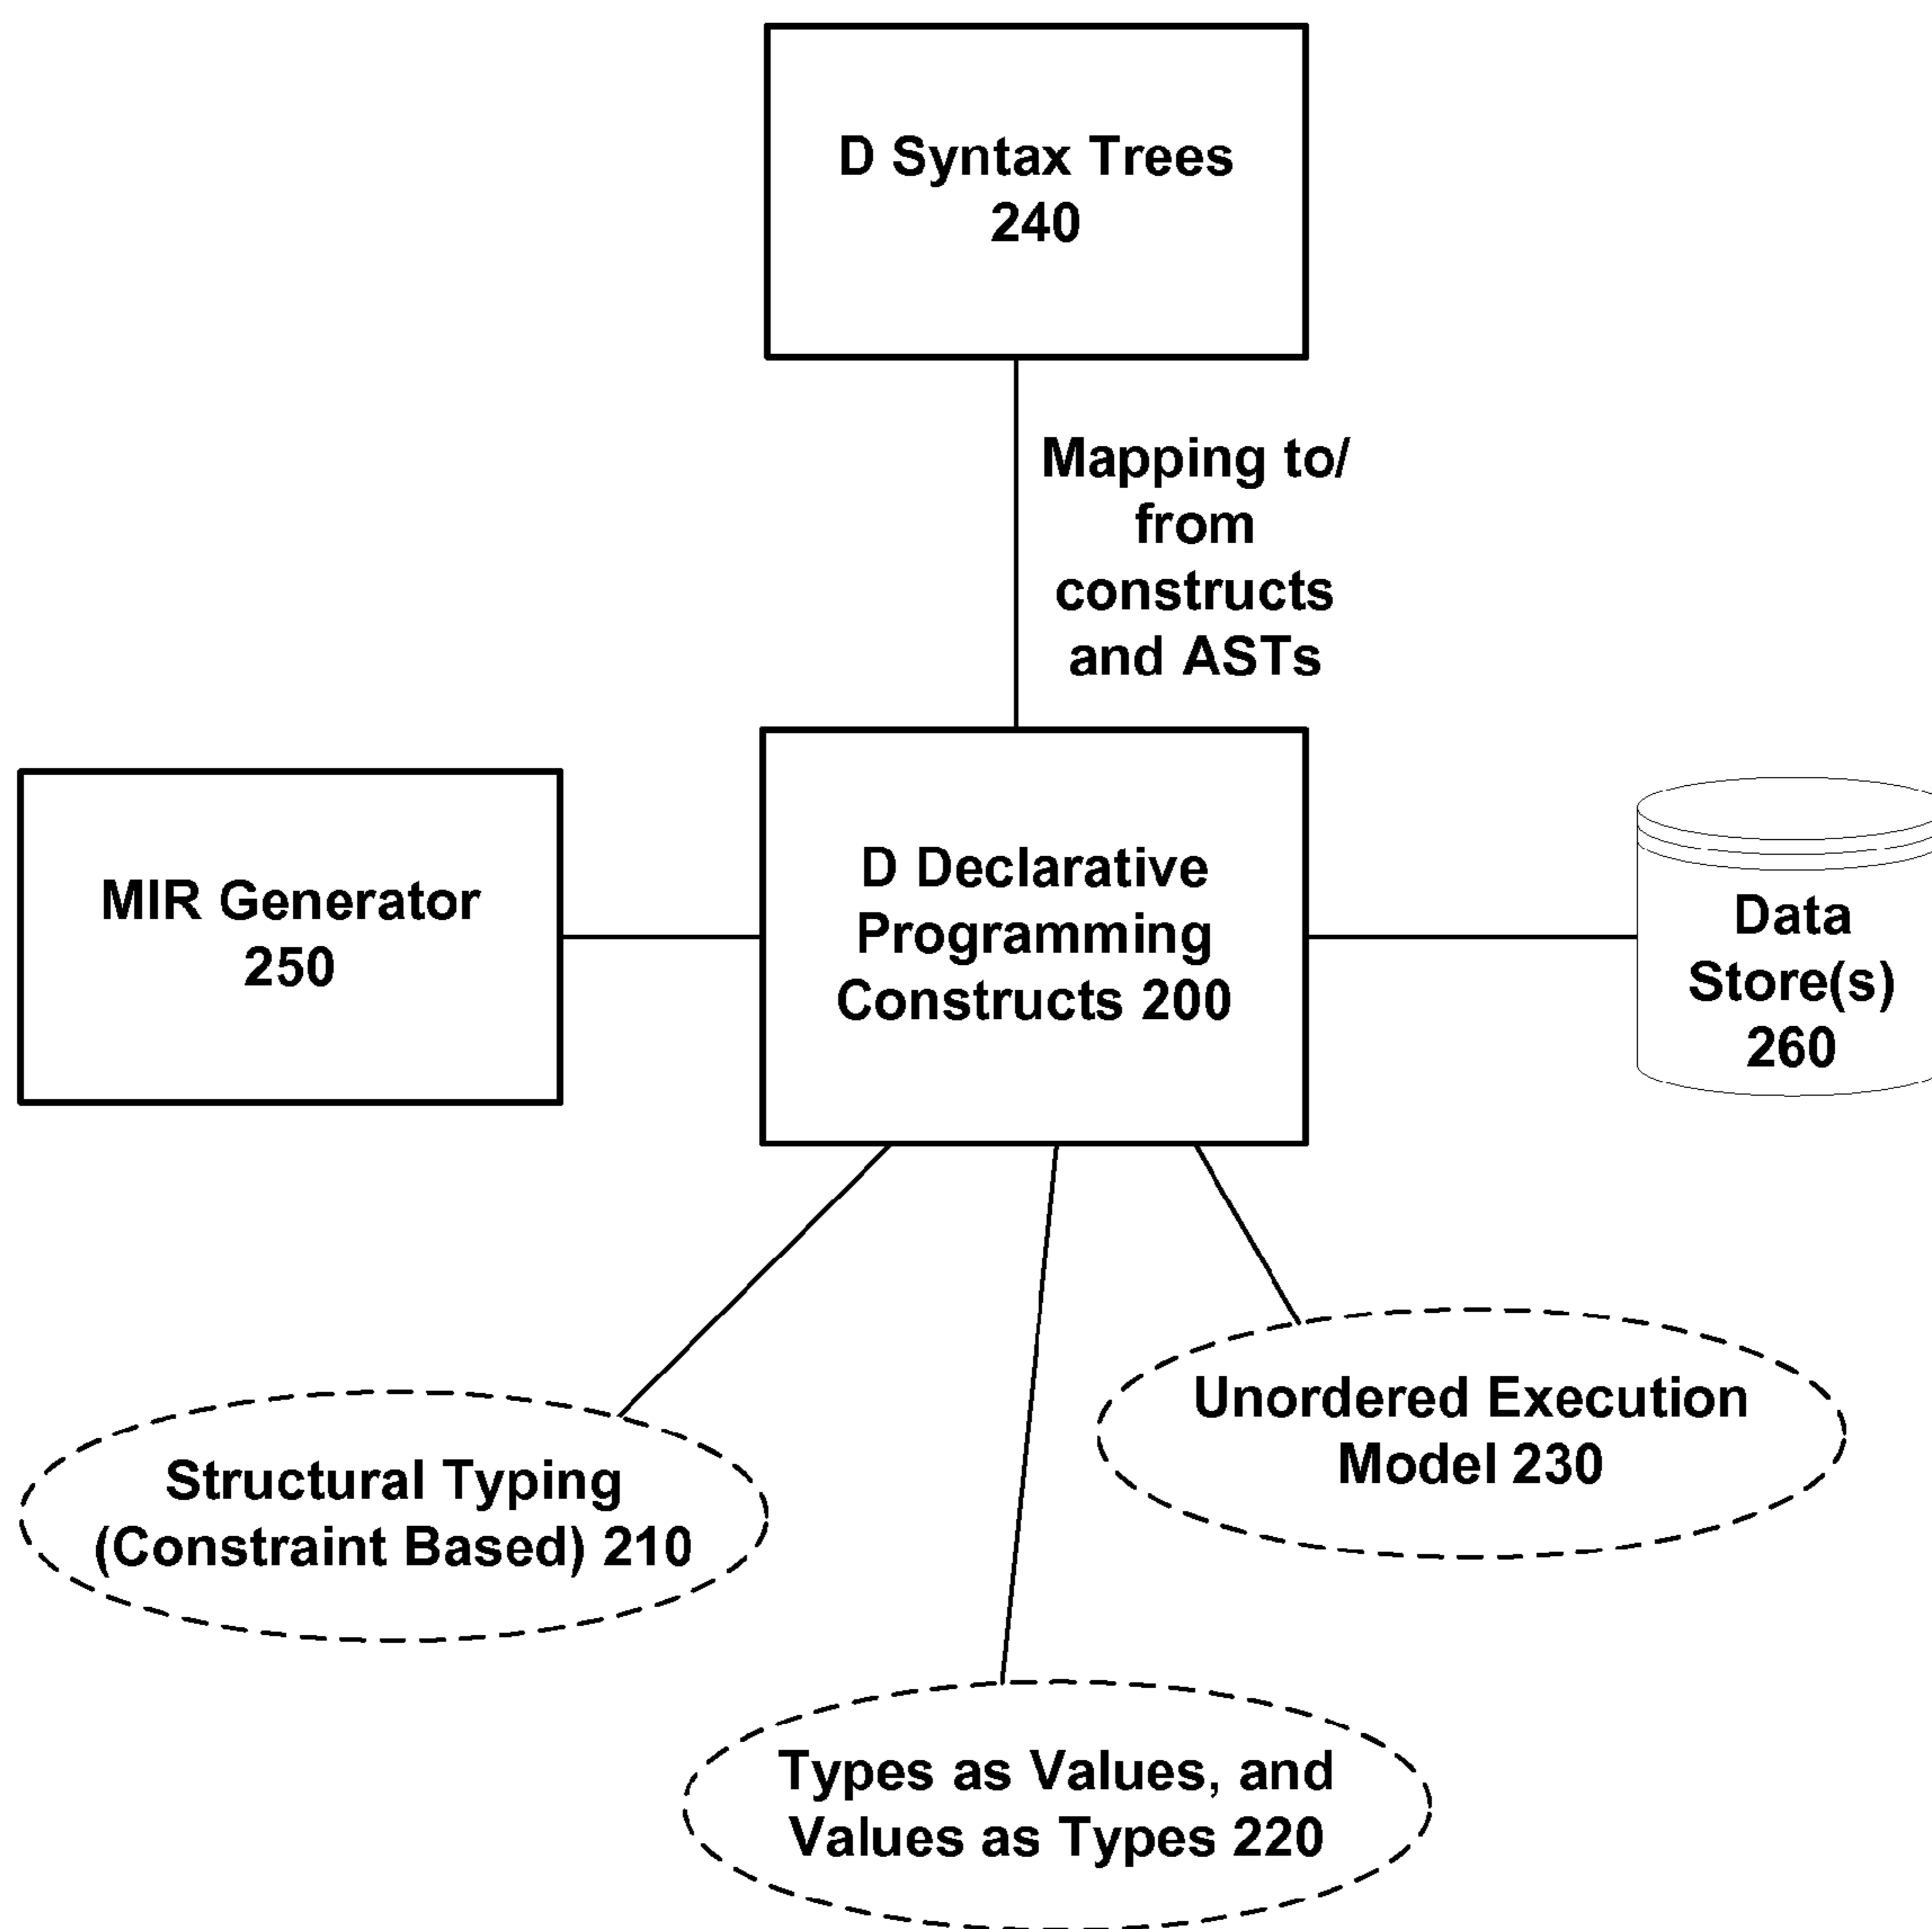 D Syntax Trees
240
Mapping to/
from
constructs
and ASTs
MIR Generator
250
D Declarative
Programming
Constructs 200
Data
Store(s)
260
Structural Typing
(Constraint Based) 210
Unordered Execution
Model 230
Types as Values, and
Values as Types 220